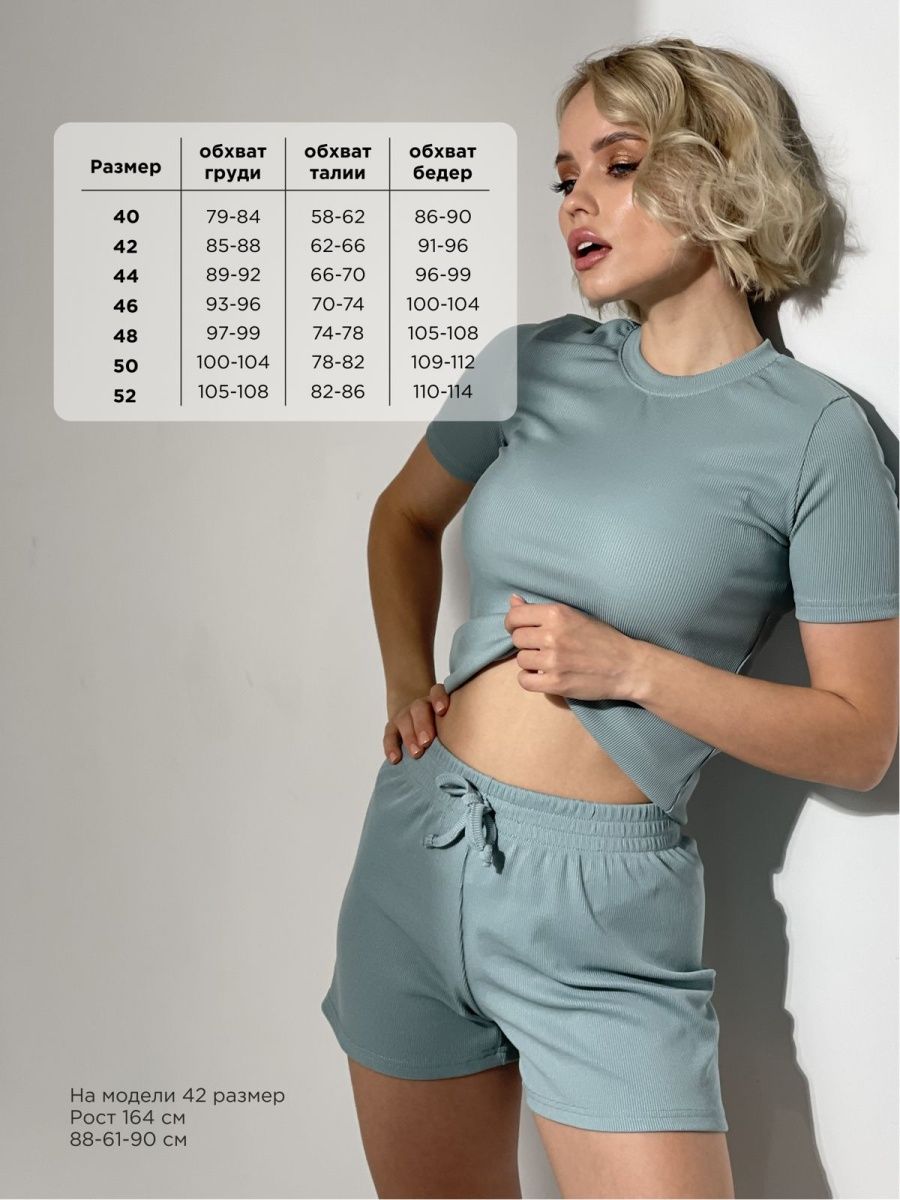 Размер | обхват груди | обхват талии | обхват бедер
40 | 79-84 | 58-62 | 86-90
42 | 85-88 | 62-66 | 91-96
44 | 89-92 | 66-70 | 96-99
46 | 93-96 | 70-74 | 100-104
48 | 97-99 | 74-78 | 105-108
50 | 100-104 | 78-82 | 109-112
52 | 105-108 | 82-86 | 110-114
На модели 42 размер
Рост 164 см
88-61-90 см